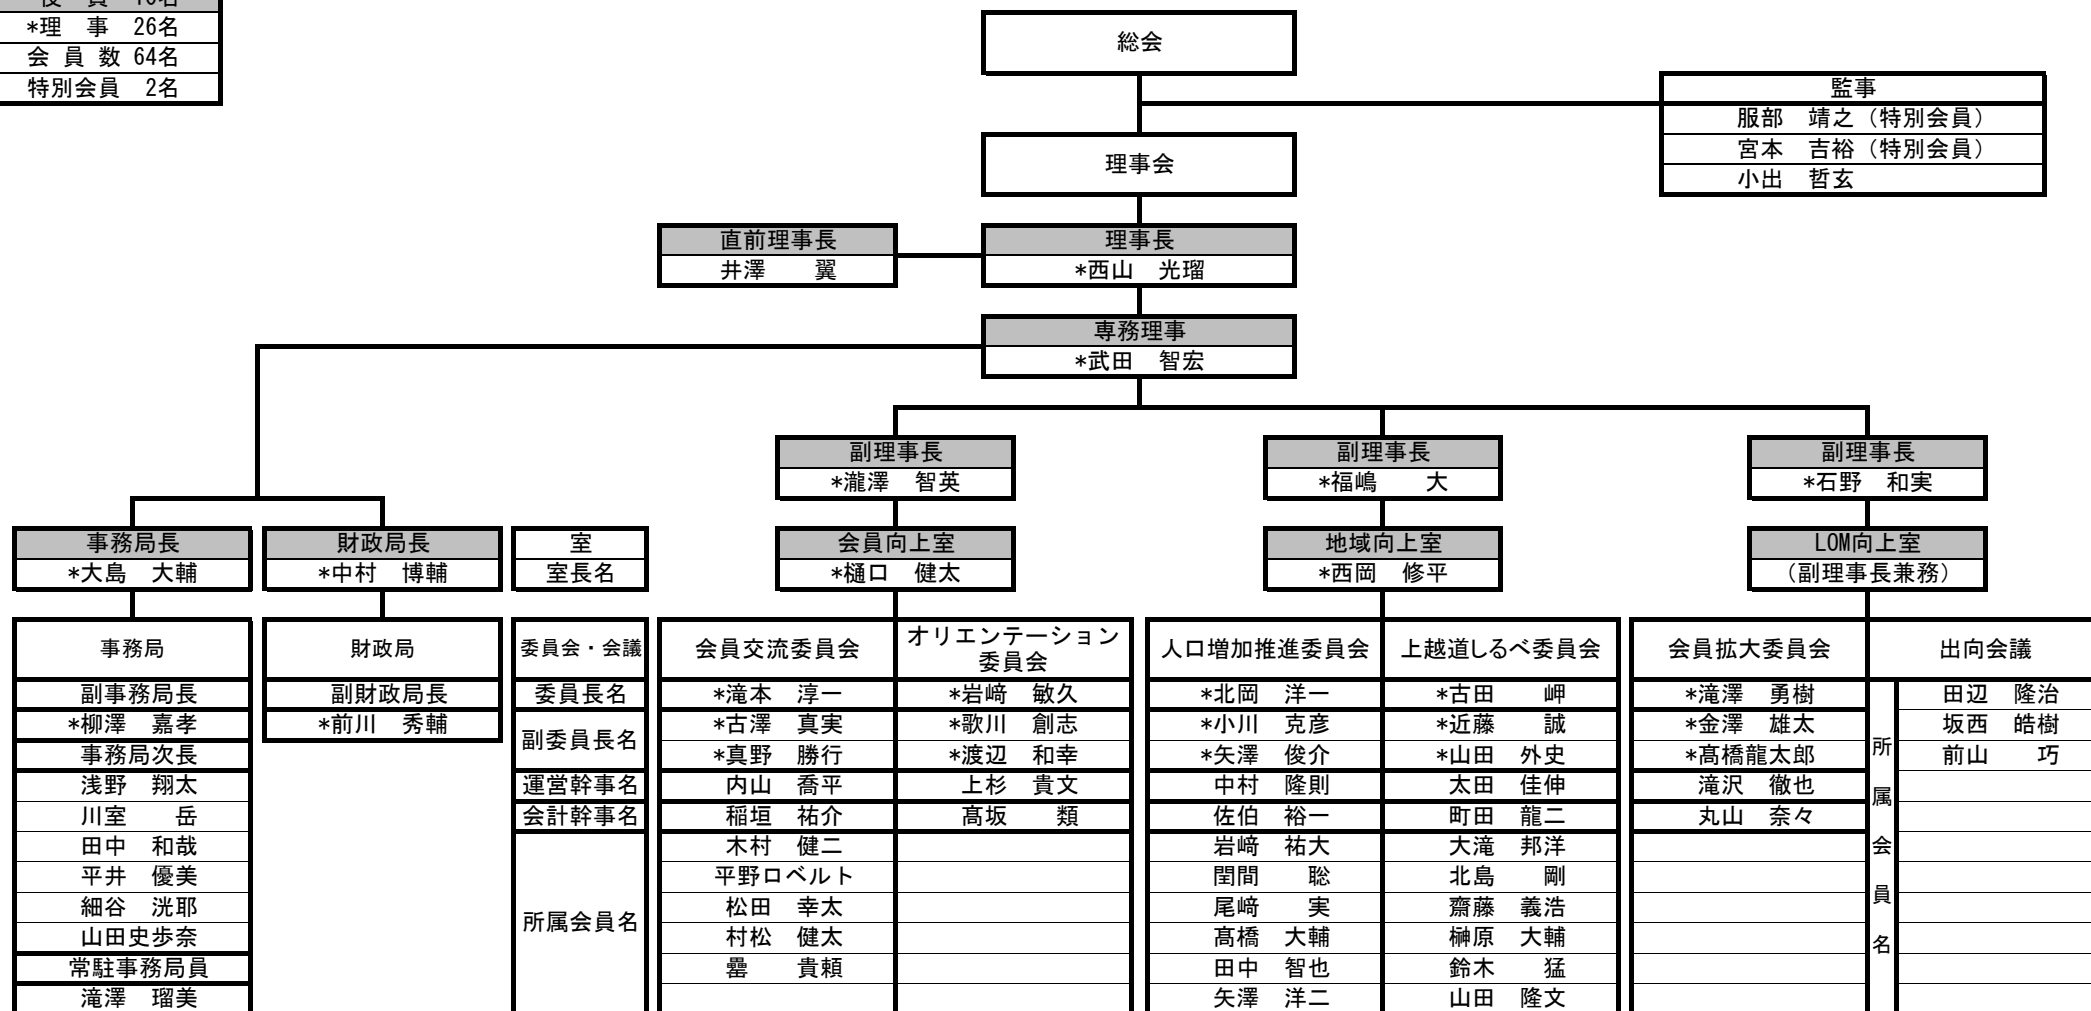 *理　事　26名
会 員 数 64名
特別会員　2名
総会
監事
服部　靖之（特別会員）
宮本　吉裕（特別会員）
小出　哲玄
理事会
直前理事長
井澤　　翼
理事長
*西山　光瑠
専務理事
*武田　智宏
副理事長
*瀧澤　智英
副理事長
*福嶋　　大
副理事長
*石野　和実
事務局長
*大島　大輔
財政局長
*中村　博輔
室
室長名
会員向上室
*樋口　健太
地域向上室
*西岡　修平
LOM向上室
（副理事長兼務）
事務局
副事務局長
*柳澤　嘉孝
事務局次長
浅野　翔太
川室　　岳
田中　和哉
平井　優美
細谷　洸耶
山田史歩奈
常駐事務局員
滝澤　瑠美
財政局
副財政局長
*前川　秀輔
委員会・会議
委員長名
副委員長名
運営幹事名
会計幹事名
所属会員名
会員交流委員会
*滝本　淳一
*古澤　真実
*真野　勝行
内山　喬平
稲垣　祐介
木村　健二
平野ロベルト
松田　幸太
村松　健太
罍　　貴頼
オリエンテーション
委員会
*岩﨑　敏久
*歌川　創志
*渡辺　和幸
上杉　貴文
髙坂　　類
人口増加推進委員会
*北岡　洋一
*小川　克彦
*矢澤　俊介
中村　隆則
佐伯　裕一
岩﨑　祐大
閏間　　聡
尾﨑　　実
髙橋　大輔
田中　智也
矢澤　洋二
上越道しるべ委員会
*古田　　岬
*近藤　　誠
*山田　外史
太田　佳伸
町田　龍二
大滝　邦洋
北島　　剛
齋藤　義浩
榊原　大輔
鈴木　　猛
山田　隆文
会員拡大委員会
*滝澤　勇樹
*金澤　雄太
*髙橋龍太郎
滝沢　徹也
丸山　奈々
出向会議
所属会員名
田辺　隆治
坂西　皓樹
前山　　巧